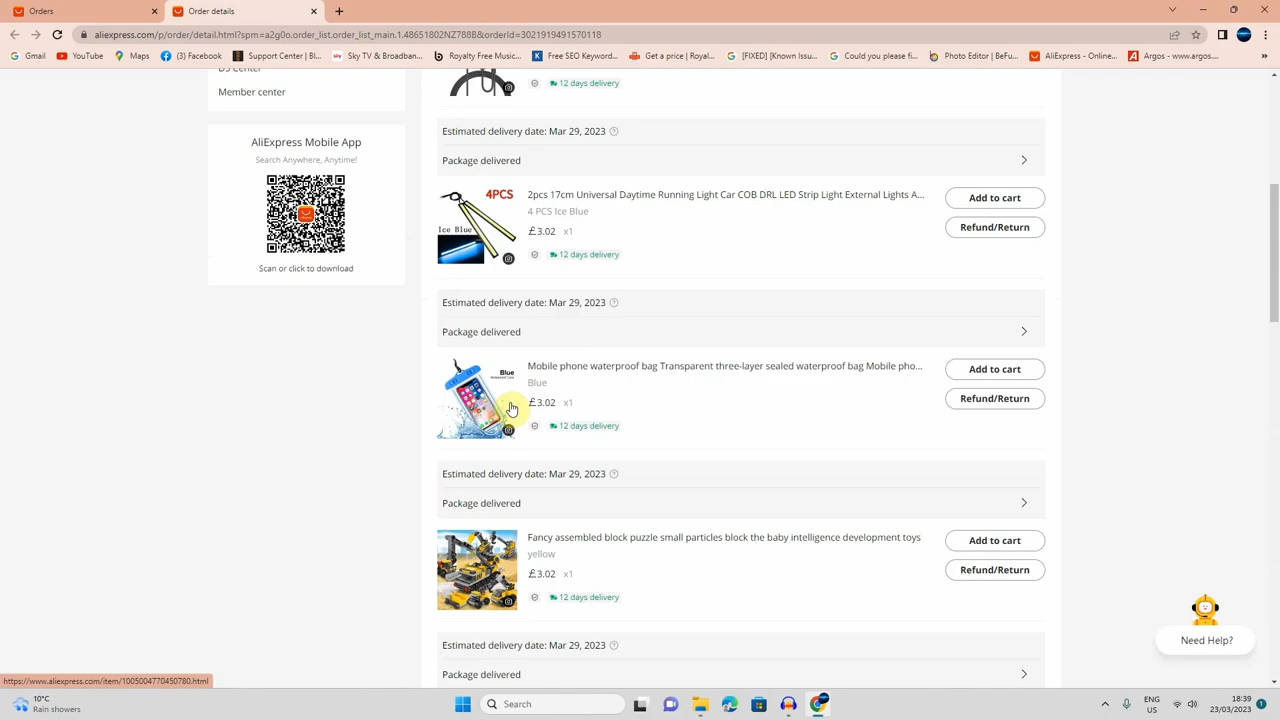 Orders
Order details
aliexpress.com/p/order/detail.html?spm=a2g0o.order_list.order_list_main.1.48651802NZ788B&orderId=3021919491570118
Gmail
YouTube
Maps
(3) Facebook
Support Center | Bl...
Sky TV & Broadband...
Royalty Free Music...
Free SEO Keyword...
Get a price | Royal...
[FIXED] [Known Issu...
Could you please fi...
Photo Editor | BeFu...
AliExpress - Online...
Argos - www.argos...
»
DS Center
Member center
AliExpress Mobile App
Search Anywhere, Anytime!
Scan or click to download
12 days delivery
Estimated delivery date: Mar 29, 2023
Package delivered
4PCS
Ice Blue
2pcs 17cm Universal Daytime Running Light Car COB DRL LED Strip Light External Lights A...
4 PCS Ice Blue
£3.02 x1
12 days delivery
Add to cart
Refund/Return
Estimated delivery date: Mar 29, 2023
Package delivered
Blue
Mobile phone waterproof bag Transparent three-layer sealed waterproof bag Mobile pho...
Blue
£3.02 x1
12 days delivery
Add to cart
Refund/Return
Estimated delivery date: Mar 29, 2023
Package delivered
Fancy assembled block puzzle small particles block the baby intelligence development toys
yellow
£3.02 x1
12 days delivery
Add to cart
Refund/Return
Estimated delivery date: Mar 29, 2023
Package delivered
Need Help?
https://www.aliexpress.com/item/1005004770450780.html
10°C
Rain showers
Search
ENG
US
18:39
23/03/2023